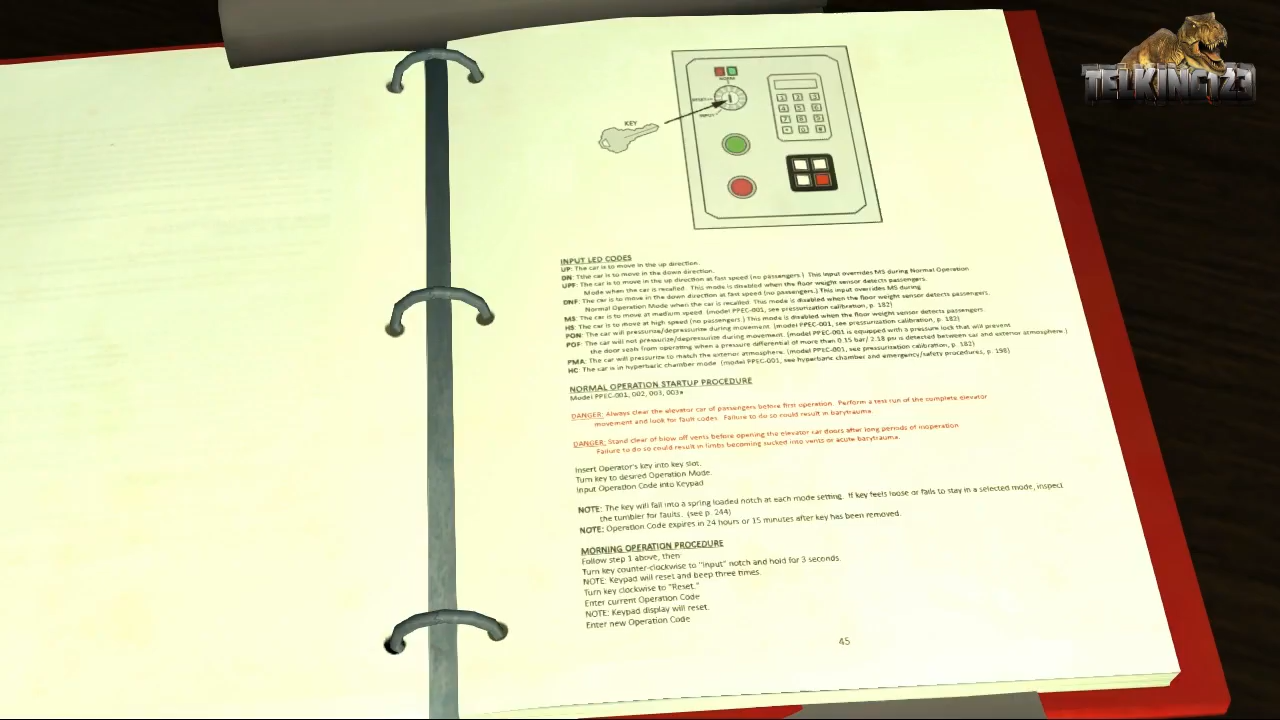 TELKING123
KEY
NORMAL
RESET
INPUT
1 2 3
4 5 6
7 8 9
* 0 #
INPUT LED CODES
UP: The car is to move in the up direction.
DN: The car is to move in the down direction.
UPF: The car is to move in the up direction at fast speed (no passengers.) This input overrides MS during Normal Operation
Mode when the car is recalled. This mode is disabled when the floor weight sensor detects passengers.
DNF: The car is to move in the down direction at fast speed (no passengers.) This input overrides MS during
Normal Operation Mode when the car is recalled. This mode is disabled when the floor weight sensor detects passengers.
MS: The car is to move at medium speed. (model PPEC-001, see pressurization calibration, p. 182)
HS: The car is to move at high speed (no passengers.) This mode is disabled when the floor weight sensor detects passengers.
PON: The car will pressurize/depressurize during movement. (model PPEC-001, see pressurization calibration, p. 182)
POF: The car will not pressurize/depressurize during movement. (model PPEC-001 is equipped with a pressure lock that will prevent
the door seals from operating when a pressure differential of more than 0.15 bar/ 2.18 psi is detected between car and exterior atmosphere.)
PMA: The car will pressurize to match the exterior atmosphere. (model PPEC-001, see pressurization calibration, p. 182)
HC: The car is in hyperbaric chamber mode. (model PPEC-001, see hyperbaric chamber and emergency/safety procedures, p. 198)
NORMAL OPERATION STARTUP PROCEDURE
Model PPEC-001, 002, 003, 003a
DANGER: Always clear the elevator car of passengers before first operation. Perform a test run of the complete elevator
movement and look for fault codes. Failure to do so could result in barytrauma.
DANGER: Stand clear of blow off vents before opening the elevator car doors after long periods of inoperation.
Failure to do so could result in limbs becoming sucked into vents or acute barytrauma.
Insert Operator's key into key slot.
Turn key to desired Operation Mode.
Input Operation Code into Keypad
NOTE: The key will fall into a spring loaded notch at each mode setting. If key feels loose or fails to stay in a selected mode, inspect
the tumbler for faults. (see p. 244)
NOTE: Operation Code expires in 24 hours or 15 minutes after key has been removed.
MORNING OPERATION PROCEDURE
Follow step 1 above, then:
Turn key counter-clockwise to "Input" notch and hold for 3 seconds.
NOTE: Keypad will reset and beep three times.
Turn key clockwise to "Reset."
Enter current Operation Code
NOTE: Keypad display will reset.
Enter new Operation Code
45